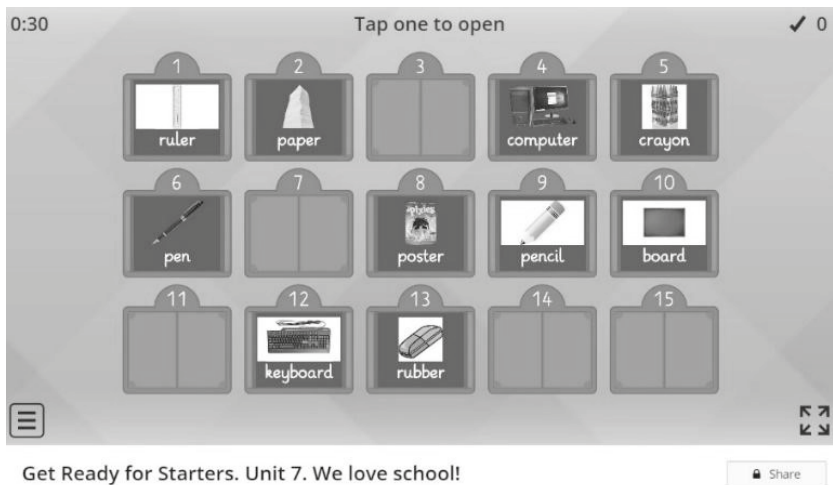 0:30 Tap one to open ✓ 0
1 2 3 4 5
ruler paper computer crayon
6 7 8 9 10
pen poster pencil board
11 12 13 14 15
keyboard rubber
Get Ready for Starters. Unit 7. We love school!
Share